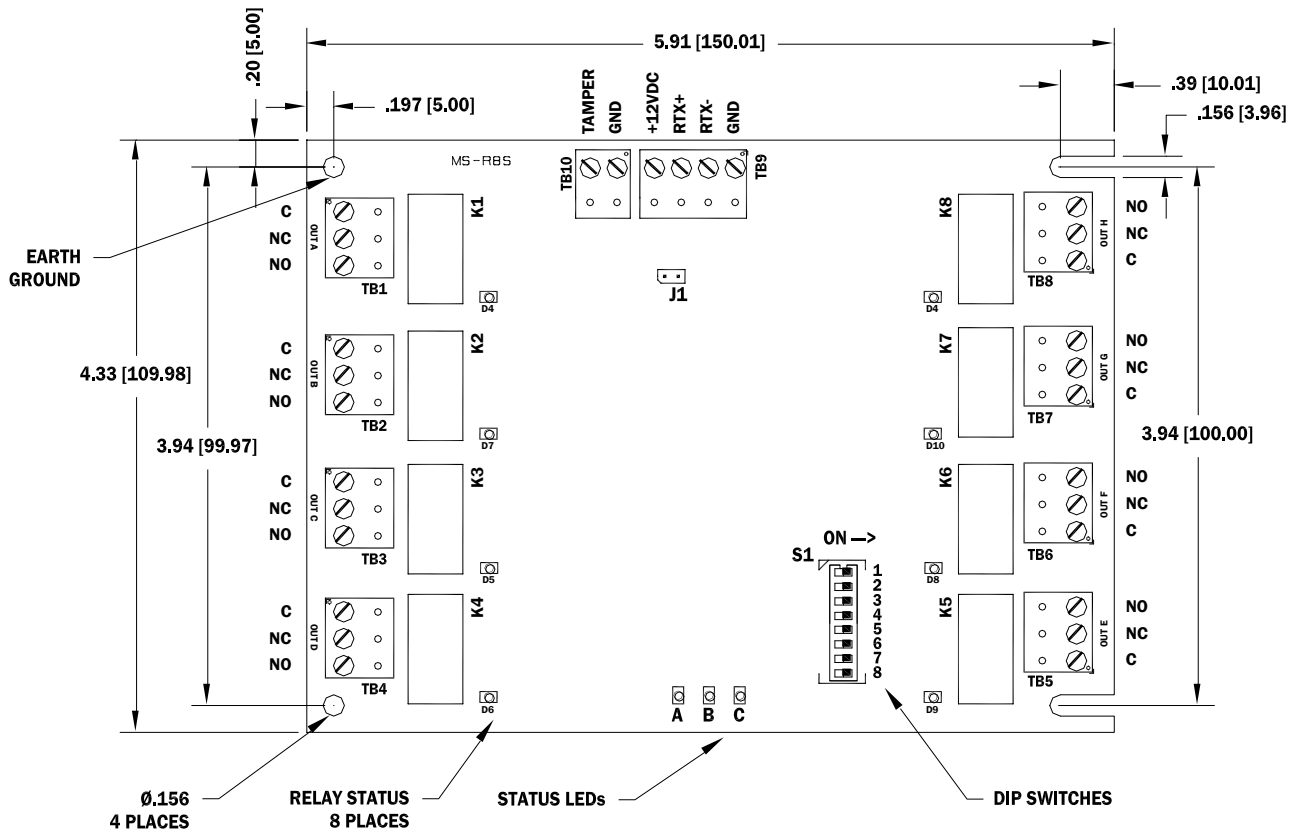 5.91 [150.01]
.20 [5.00]
.197 [5.00]
.39 [10.01]
.156 [3.96]
TAMPER
GND
+12VDC
RTX+
RTX-
GND
MS-R8S
TB10
TB9
EARTH
GROUND
C
NC
NO
OUT A
TB1
K1
D4
J1
K8
D4
OUT H
TB8
NO
NC
C
4.33 [109.98]
3.94 [99.97]
C
NC
NO
OUT B
TB2
K2
D7
K7
D10
OUT G
TB7
NO
NC
C
3.94 [100.00]
C
NC
NO
OUT C
TB3
K3
D5
K6
D8
OUT F
TB6
NO
NC
C
ON -->
S1
1
2
3
4
5
6
7
8
C
NC
NO
OUT D
TB4
K4
D6
A B C
K5
D9
OUT E
TB5
NO
NC
C
Ø.156
4 PLACES
RELAY STATUS
8 PLACES
STATUS LEDs
DIP SWITCHES